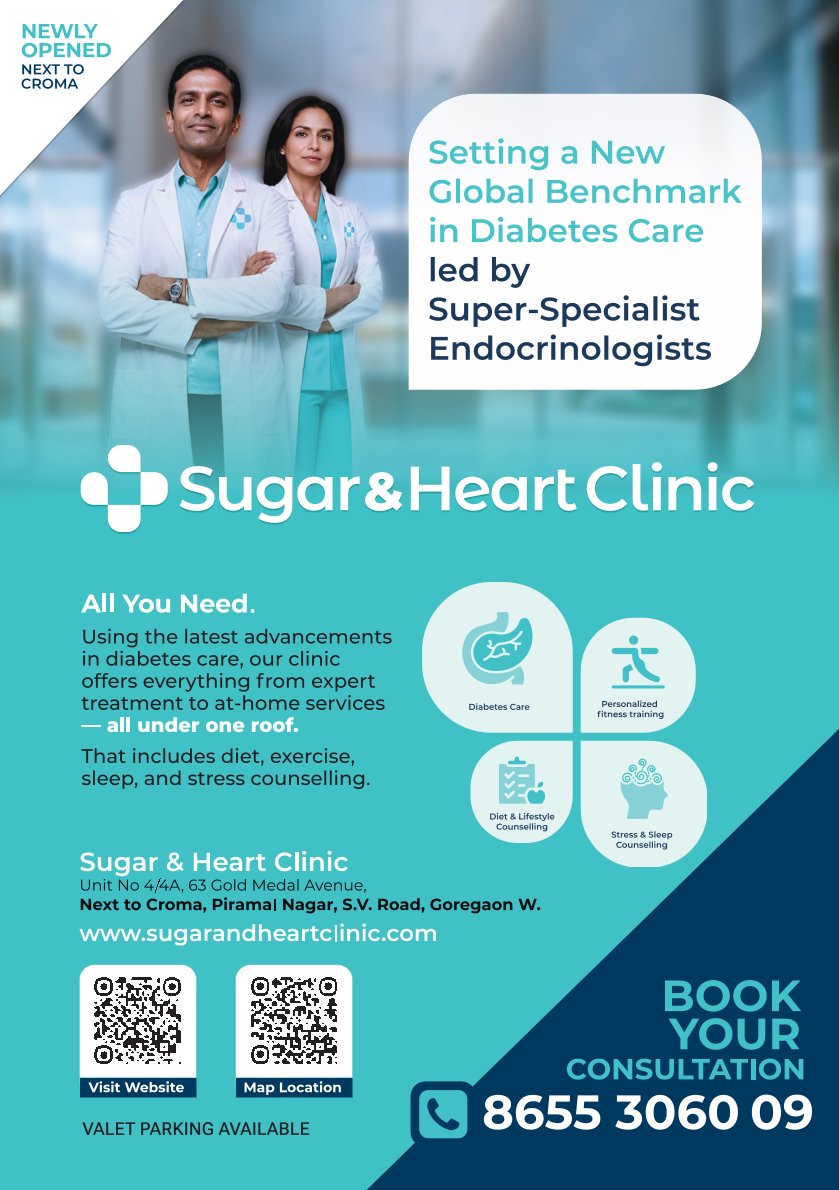 NEWLY
OPENED
NEXT TO
CROMA
Setting a New
Global Benchmark
in Diabetes Care
led by
Super-Specialist
Endocrinologists
Sugar & Heart Clinic
All You Need.
Using the latest advancements
in diabetes care, our clinic
offers everything from expert
treatment to at-home services
— all under one roof.
That includes diet, exercise,
sleep, and stress counselling.
Diabetes Care
Personalized
fitness training
Diet & Lifestyle
Counselling
Stress & Sleep
Counselling
Sugar & Heart Clinic
Unit No 4/4A, 63 Gold Medal Avenue,
Next to Croma, Piramal Nagar, S.V. Road, Goregaon W.
www.sugarandheartclinic.com
Visit Website
Map Location
VALET PARKING AVAILABLE
BOOK
YOUR
CONSULTATION
8655 3060 09